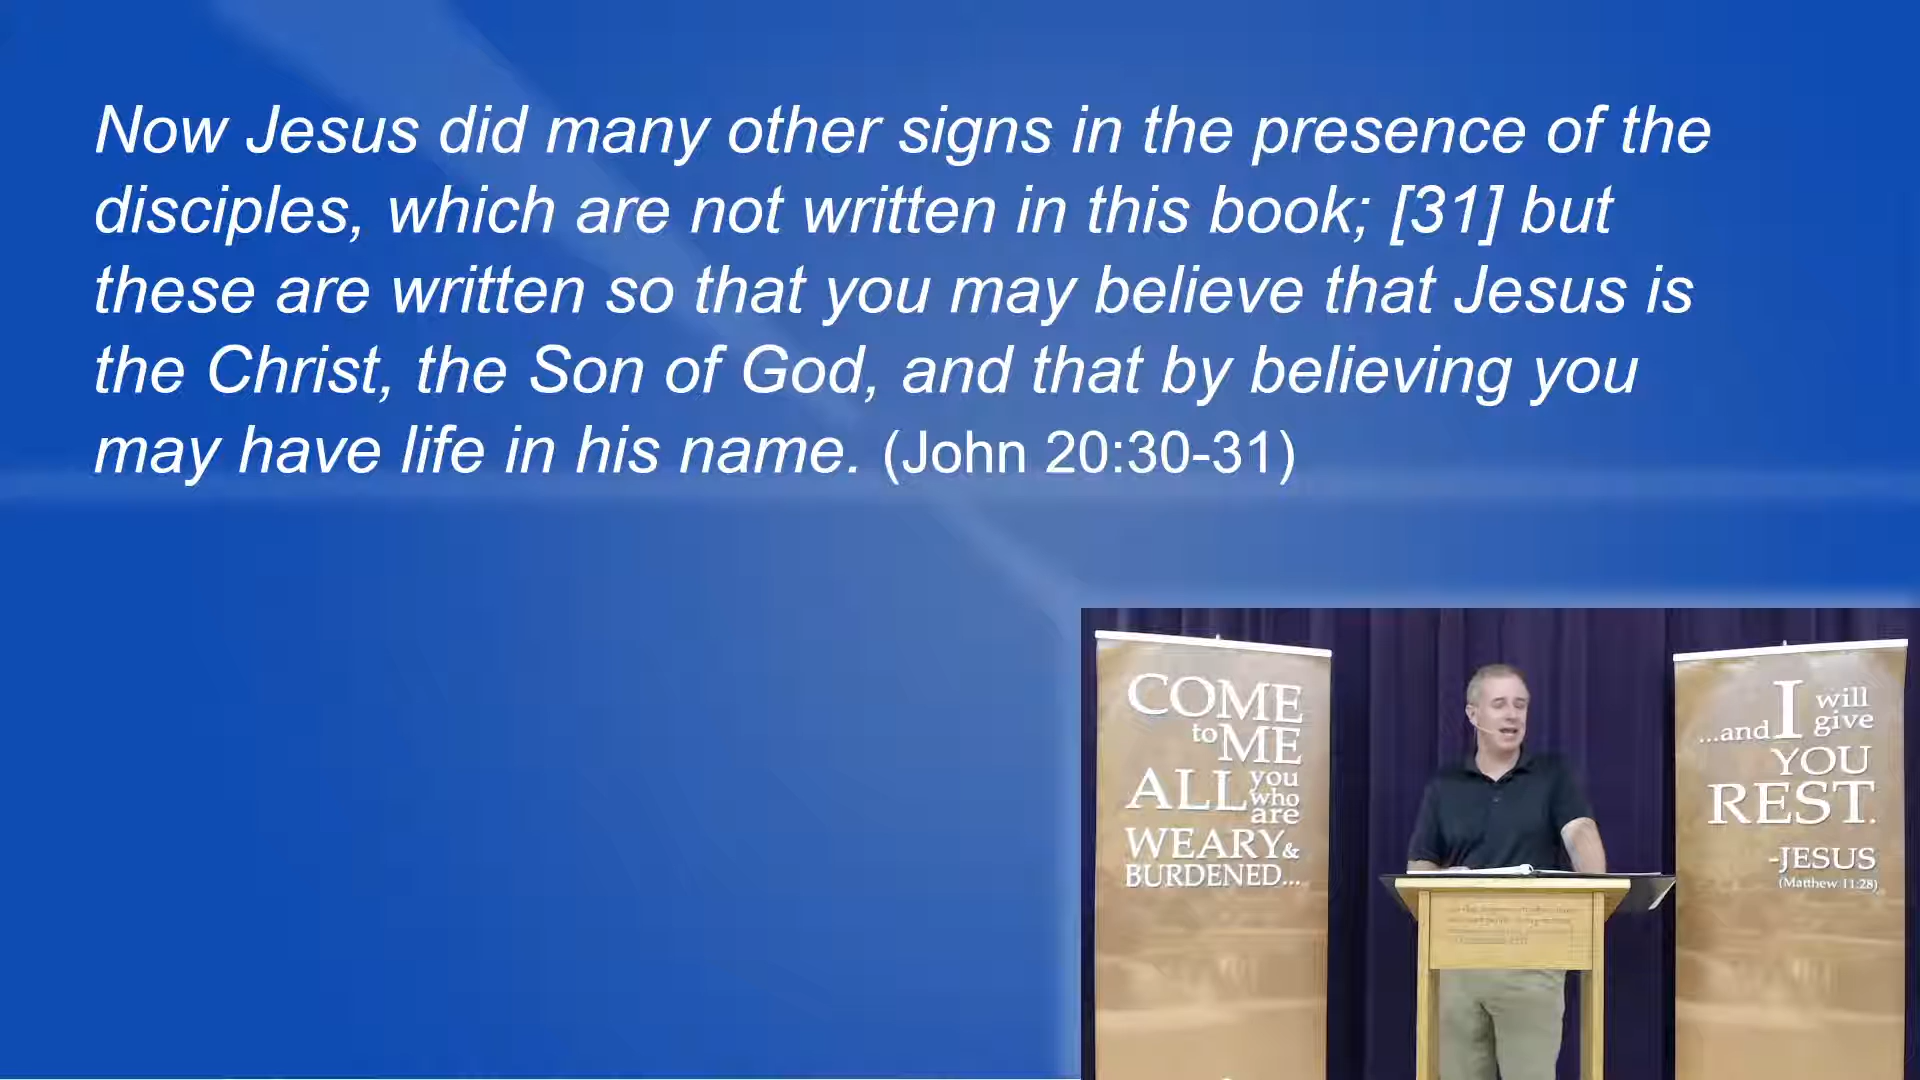 Now Jesus did many other signs in the presence of the
disciples, which are not written in this book; [31] but
these are written so that you may believe that Jesus is
the Christ, the Son of God, and that by believing you
may have life in his name. (John 20:30-31)
COME
to ME
ALL you who are
WEARY &
BURDENED...
...and I will give
YOU
REST.
-JESUS
(Matthew 11:28)